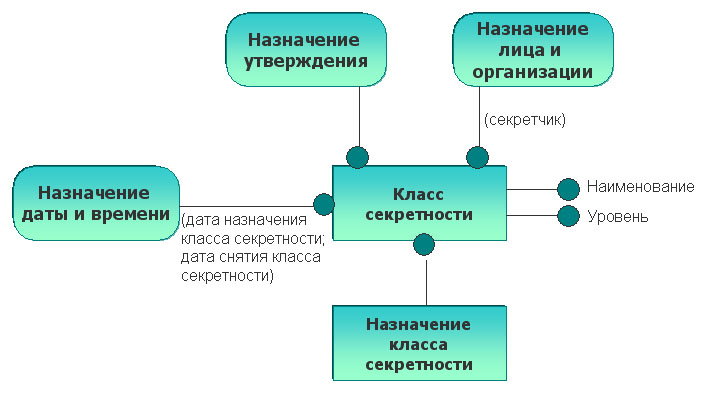 Назначение
утверждения
Назначение
лица и
организации
(секретчик)
Назначение
даты и времени
(дата назначения
класса секретности;
дата снятия класса
секретности)
Класс
секретности
Наименование
Уровень
Назначение
класса
секретности